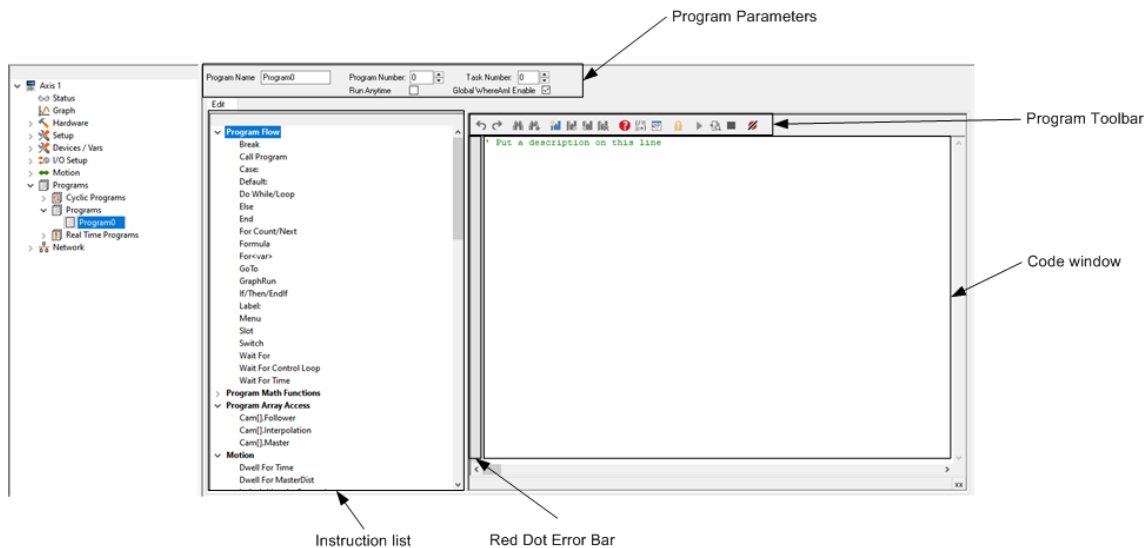 Program Parameters
Program Name Program0 Program Number: 0 Task Number: 0
Run Anytime Global WhereAmI Enable
Edit
Axis 1
Status
Graph
Hardware
Setup
Devices / Vars
I/O Setup
Motion
Programs
Cyclic Programs
Programs
Program0
Real Time Programs
Network
Program Flow
Break
Call Program
Case:
Default:
Do While/Loop
Else
End
For Count/Next
Formula
For<var>
GoTo
GraphRun
If/Then/EndIf
Label:
Menu
Slot
Switch
Wait For
Wait For Control Loop
Wait For Time
Program Math Functions
Program Array Access
Cam[].Follower
Cam[].Interpolation
Cam[].Master
Motion
Dwell For Time
Dwell For MasterDist
Program Toolbar
' Put a description on this line
Code window
xx
Instruction list
Red Dot Error Bar